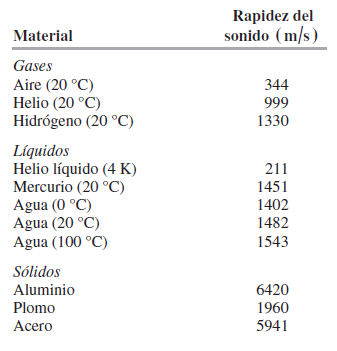 Rapidez del
Material sonido (m/s)
Gases
Aire (20 °C) 344
Helio (20 °C) 999
Hidrógeno (20 °C) 1330
Líquidos
Helio líquido (4 K) 211
Mercurio (20 °C) 1451
Agua (0 °C) 1402
Agua (20 °C) 1482
Agua (100 °C) 1543
Sólidos
Aluminio 6420
Plomo 1960
Acero 5941